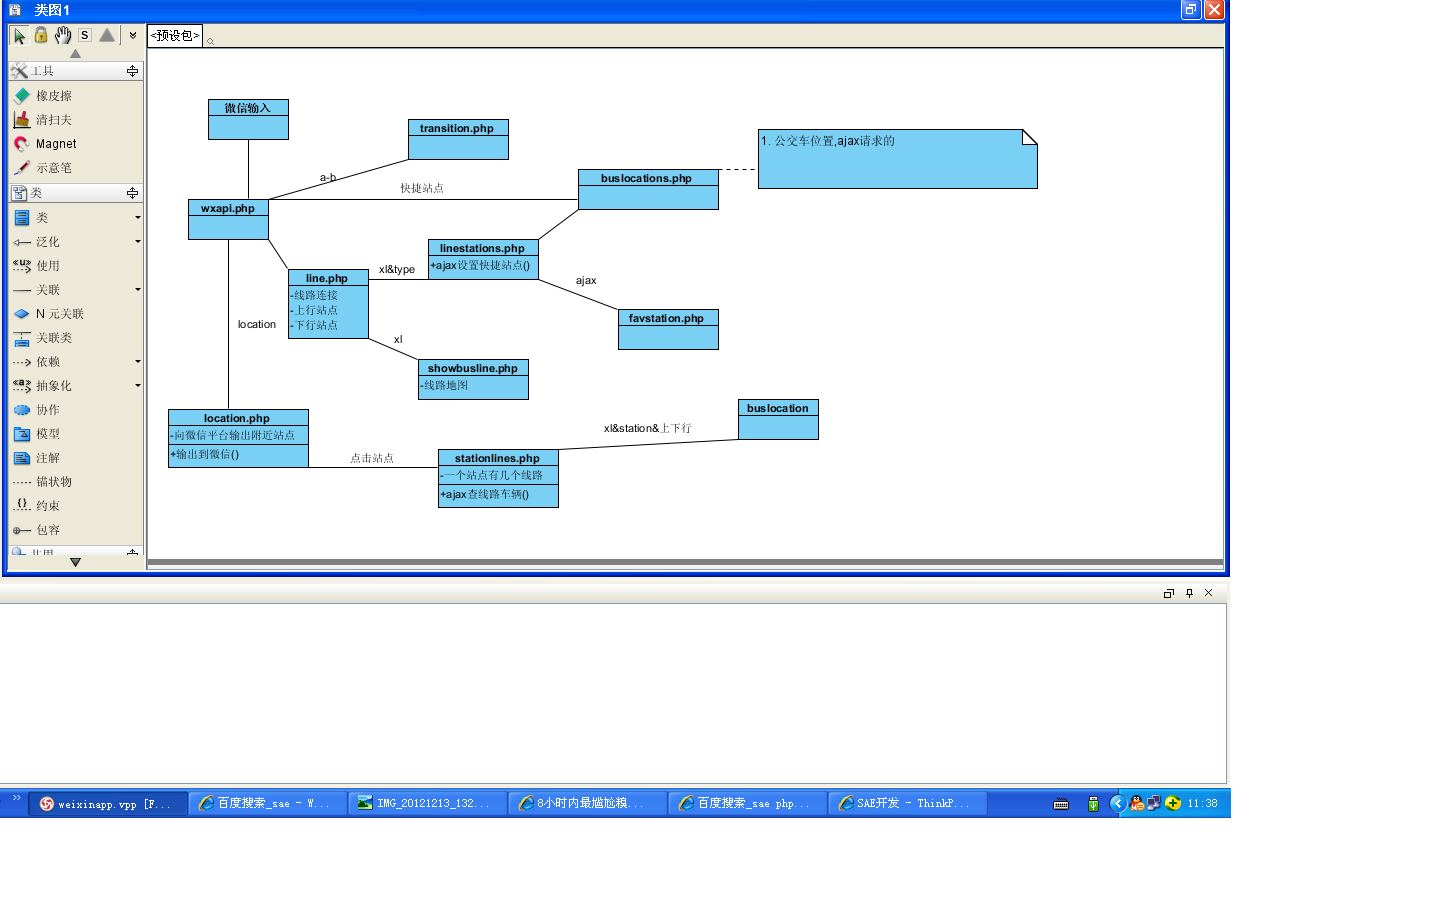 类图1
<预设包>
S
工具
橡皮擦
清扫夫
Magnet
示意笔
类
类
泛化
使用
关联
N 元关联
关联类
依赖
抽象化
协作
模型
注解
锚状物
约束
包容
共用
微信输入
transition.php
1. 公交车位置,ajax请求的
a-b
快捷站点
buslocations.php
wxapi.php
linestations.php
+ajax设置快捷站点()
xl&type
line.php
-线路连接
-上行站点
-下行站点
ajax
favstation.php
location
xl
showbusline.php
-线路地图
buslocation
location.php
-向微信平台输出附近站点
+输出到微信()
xl&station&上下行
点击站点
stationlines.php
-一个站点有几个线路
+ajax查线路车辆()
weixinapp.vpp [F...
百度搜索_sae - W...
IMG_20121213_132...
8小时内最尴尬糗...
百度搜索_sae php...
SAE开发 - ThinkP...
11:38